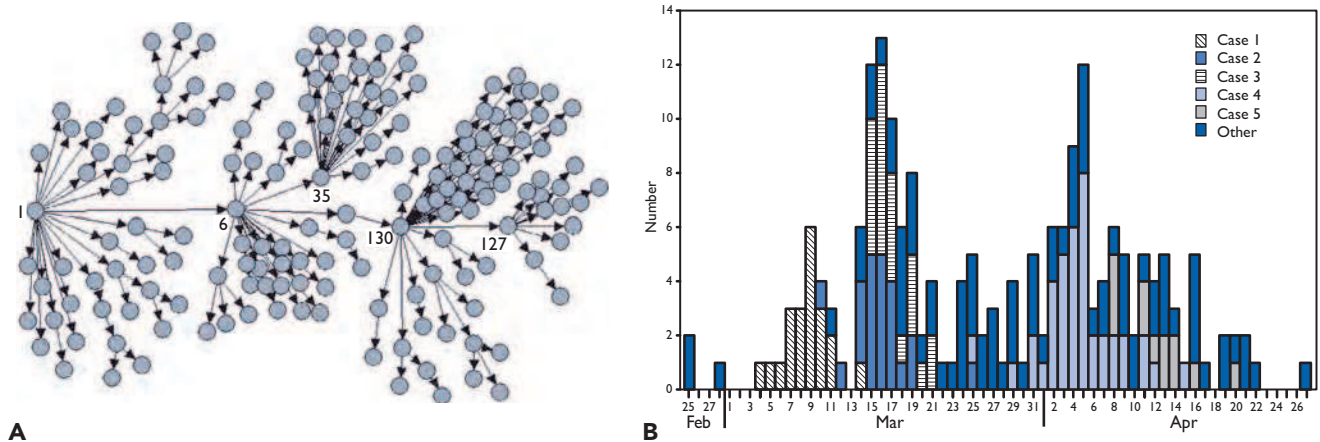 1
6
35
130
127
A
14
12
10
8
6
4
2
0
Number
Case 1
Case 2
Case 3
Case 4
Case 5
Other
25 27 1 3 5 7 9 11 13 15 17 19 21 23 25 27 29 31 2 4 6 8 10 12 14 16 18 20 22 24 26
Feb Mar Apr
B